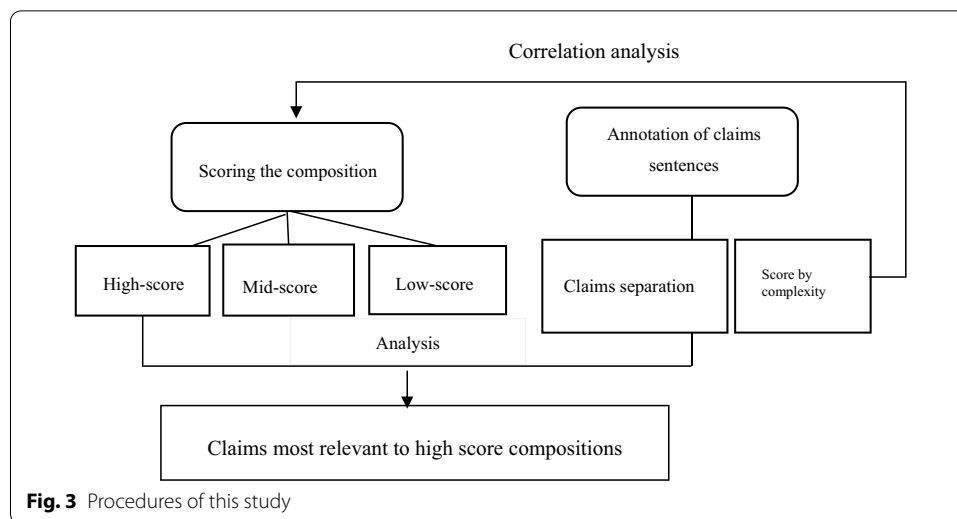 Correlation analysis
Annotation of claims
sentences
Scoring the composition
High-score
Mid-score
Low-score
Claims separation
Score by
complexity
Analysis
Claims most relevant to high score compositions
Fig. 3 Procedures of this study